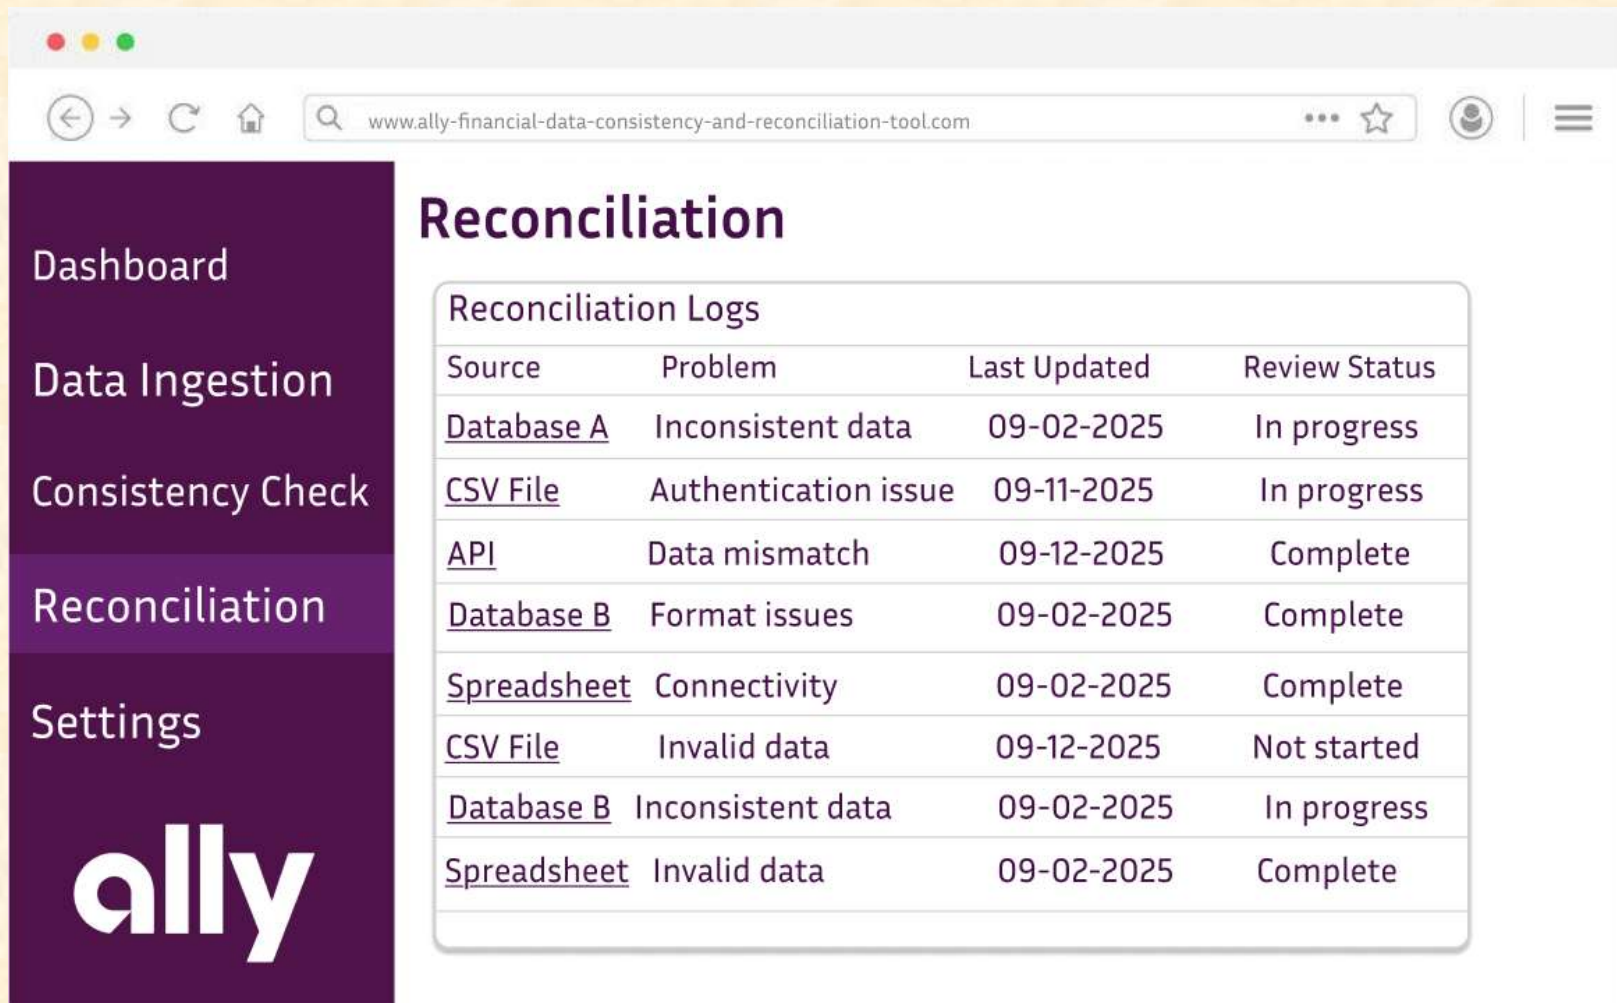 www.ally-financial-data-consistency-and-reconciliation-tool.com
Dashboard
Data Ingestion
Consistency Check
Reconciliation
Settings
ally
Reconciliation
Reconciliation Logs
Source Problem Last Updated Review Status
Database A Inconsistent data 09-02-2025 In progress
CSV File Authentication issue 09-11-2025 In progress
API Data mismatch 09-12-2025 Complete
Database B Format issues 09-02-2025 Complete
Spreadsheet Connectivity 09-02-2025 Complete
CSV File Invalid data 09-12-2025 Not started
Database B Inconsistent data 09-02-2025 In progress
Spreadsheet Invalid data 09-02-2025 Complete